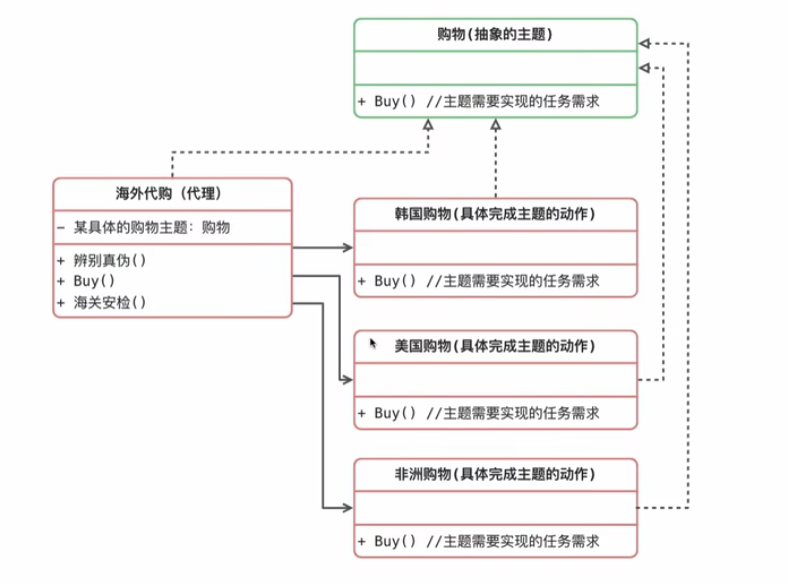 购物(抽象的主题)
+ Buy() //主题需要实现的任务需求
海外代购（代理）
- 某具体的购物主题: 购物
+ 辨别真伪()
+ Buy()
+ 海关安检()
韩国购物(具体完成主题的动作)
+ Buy() //主题需要实现的任务需求
美国购物(具体完成主题的动作)
+ Buy() //主题需要实现的任务需求
非洲购物(具体完成主题的动作)
+ Buy() //主题需要实现的任务需求